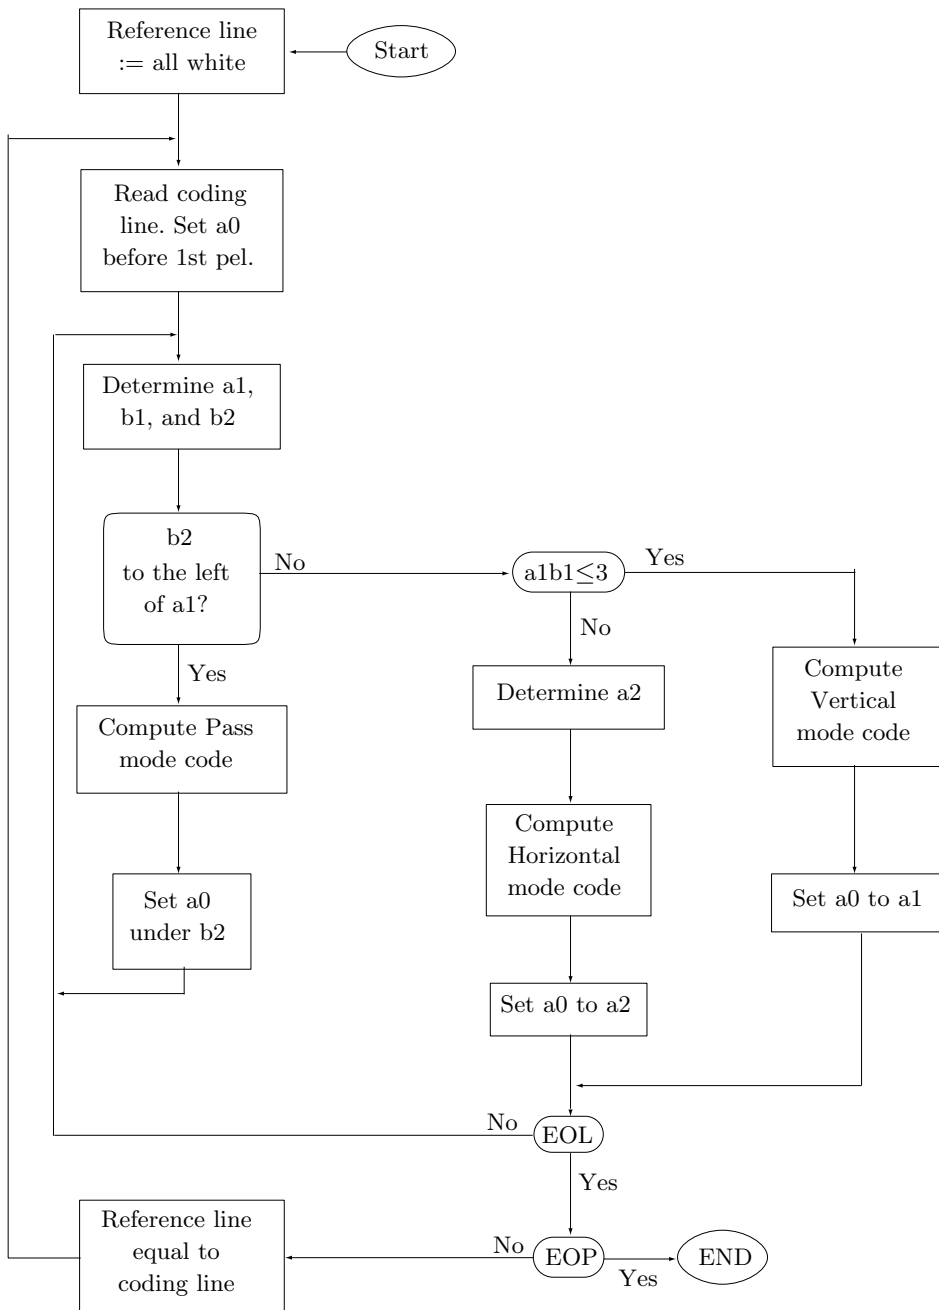 Reference line
:= all white
Start
Read coding
line. Set a0
before 1st pel.
Determine a1,
b1, and b2
b2
to the left
of a1?
No
a1b1≤3
Yes
No
Yes
Compute Pass
mode code
Determine a2
Compute
Vertical
mode code
Compute
Horizontal
mode code
Set a0
under b2
Set a0 to a1
Set a0 to a2
No
EOL
Yes
Reference line
equal to
coding line
No
EOP
Yes
END